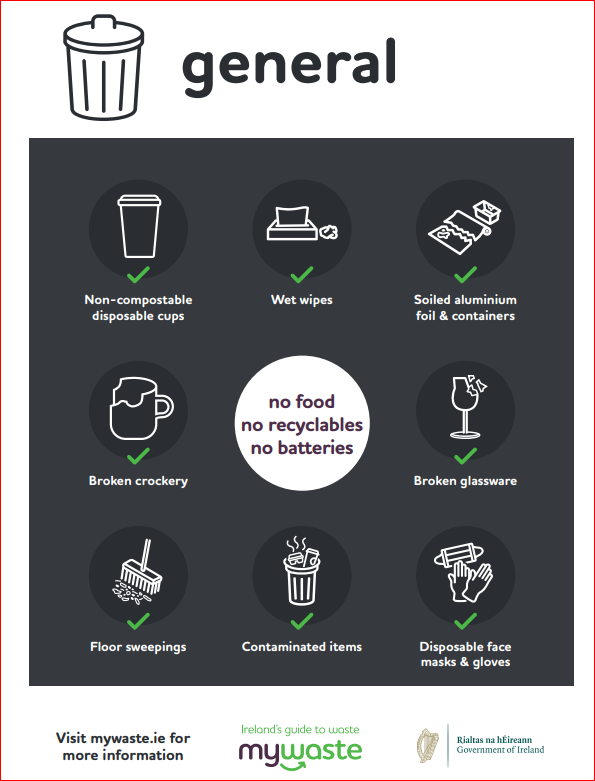 general
Non-compostable
disposable cups
Wet wipes
Soiled aluminium
foil & containers
Broken crockery
no food
no recyclables
no batteries
Broken glassware
Floor sweepings
Contaminated items
Disposable face
masks & gloves
Visit mywaste.ie for
more information
Ireland's guide to waste
mywaste
Rialtas na hÉireann
Government of Ireland